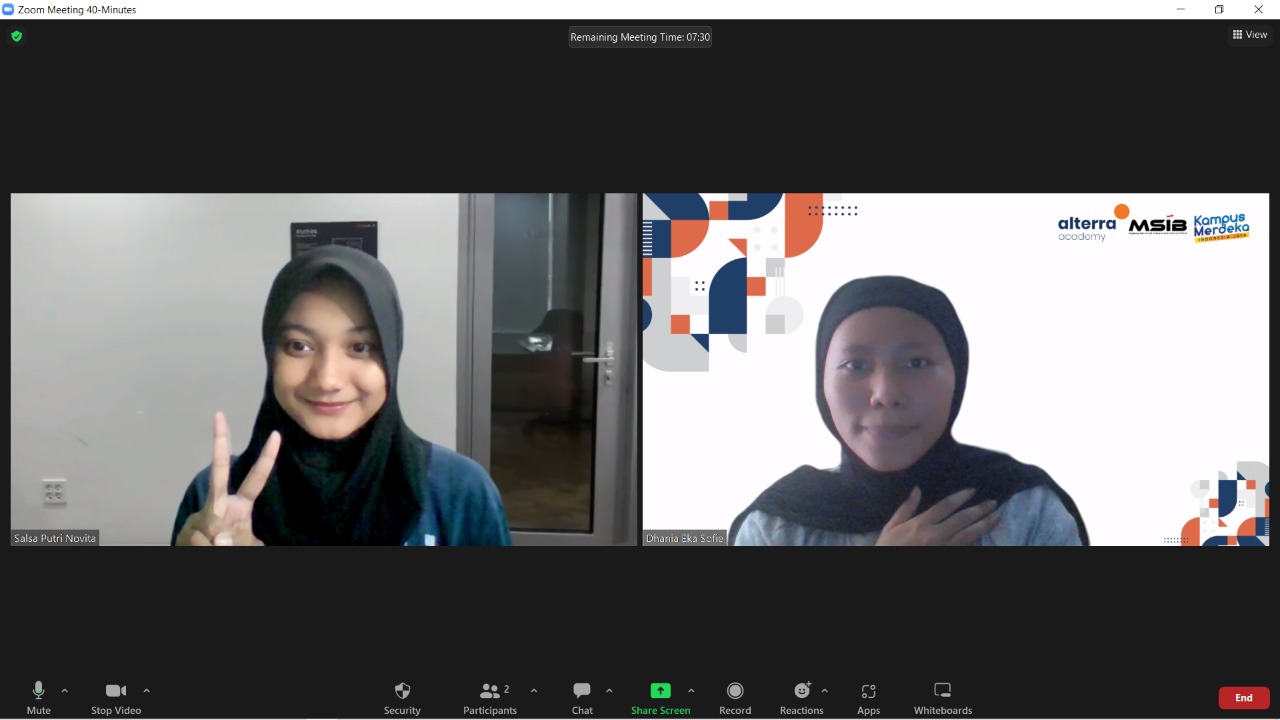 Zoom Meeting 40-Minutes
Remaining Meeting Time: 07:30
View
alterra
academy
MSIB
Kampus
Merdeka
INDONESIA JAYA
Salsa Putri Novita
Dhania Eka Sofie
2
Mute
Stop Video
Security
Participants
Chat
Share Screen
Record
Reactions
Apps
Whiteboards
End